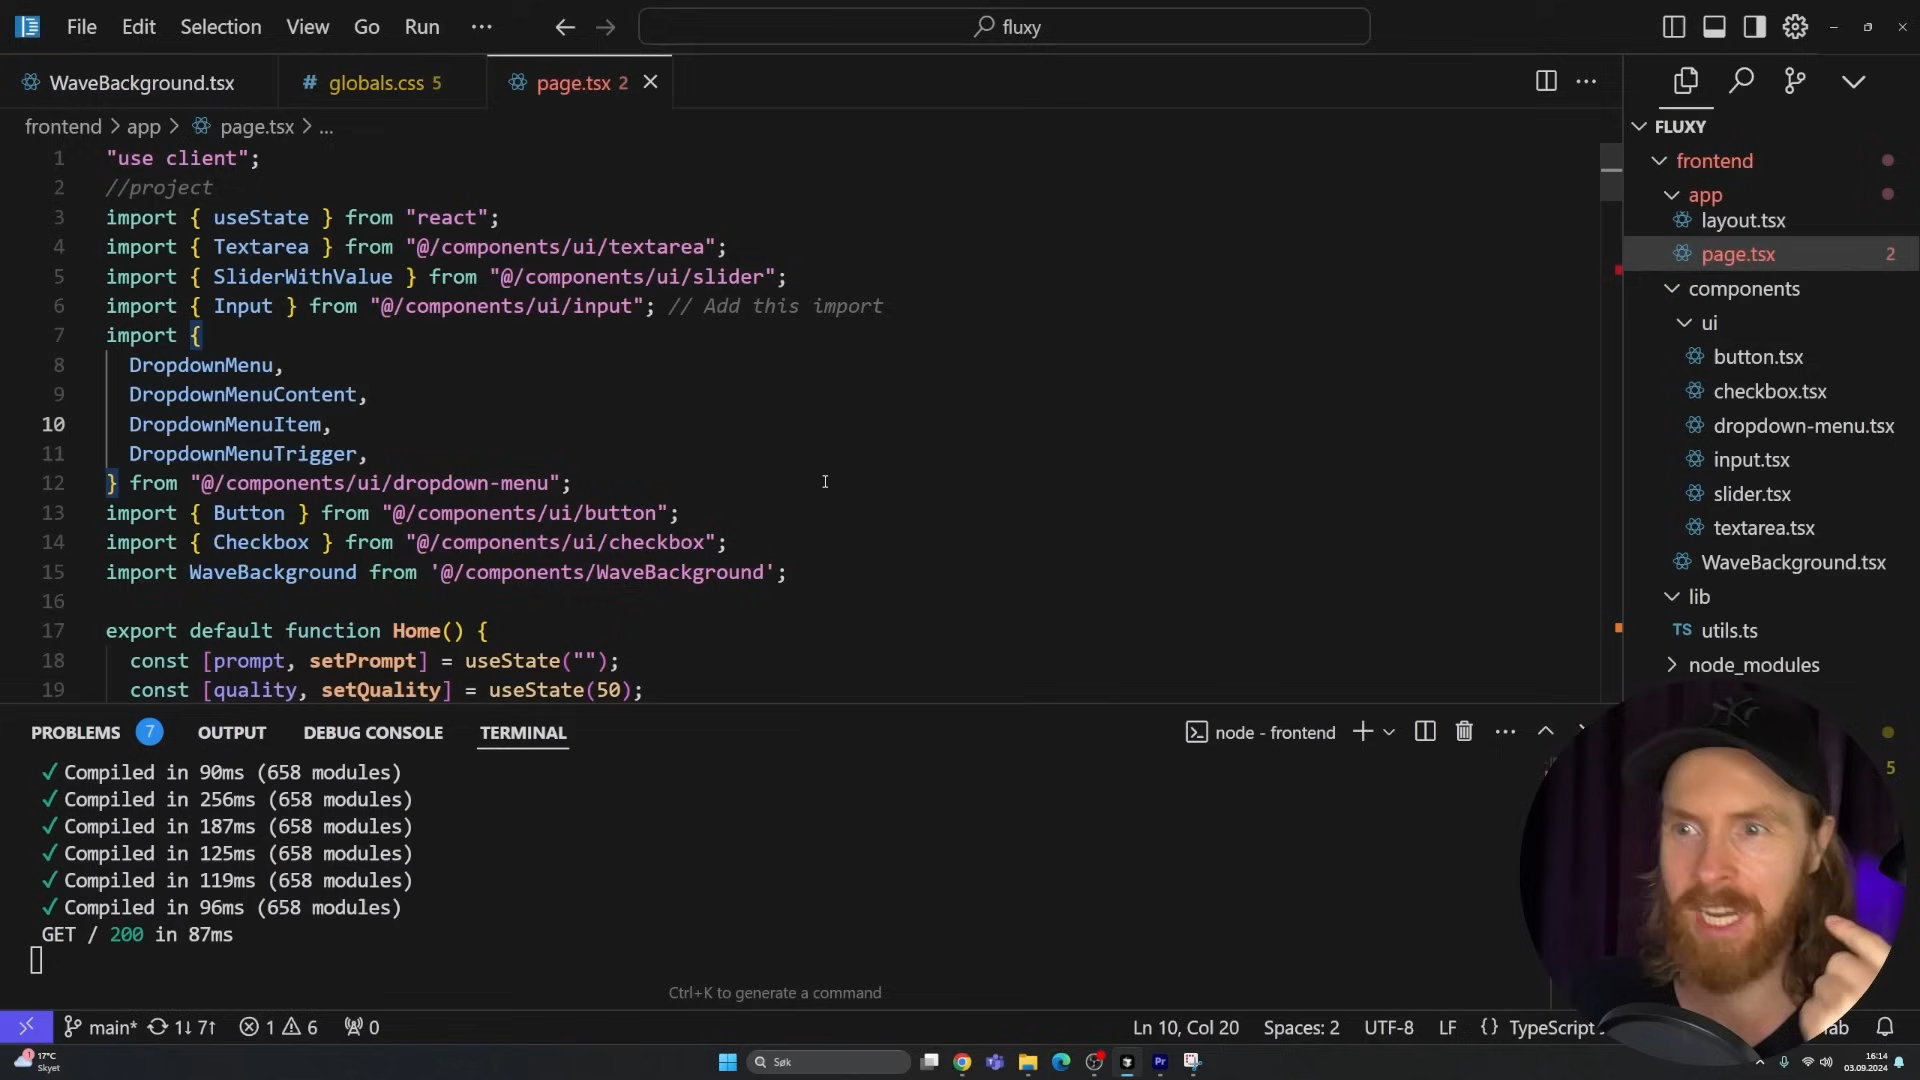 File Edit Selection View Go Run ...
fluxy
WaveBackground.tsx
# globals.css 5
page.tsx 2
frontend > app > page.tsx > ...
1 "use client";
2 //project
3 import { useState } from "react";
4 import { Textarea } from "@/components/ui/textarea";
5 import { SliderWithValue } from "@/components/ui/slider";
6 import { Input } from "@/components/ui/input"; // Add this import
7 import {
8 DropdownMenu,
9 DropdownMenuContent,
10 DropdownMenuItem,
11 DropdownMenuTrigger,
12 } from "@/components/ui/dropdown-menu";
13 import { Button } from "@/components/ui/button";
14 import { Checkbox } from "@/components/ui/checkbox";
15 import WaveBackground from '@/components/WaveBackground';
16
17 export default function Home() {
18 const [prompt, setPrompt] = useState("");
19 const [quality, setQuality] = useState(50);
FLUXY
frontend
app
layout.tsx
page.tsx 2
components
ui
button.tsx
checkbox.tsx
dropdown-menu.tsx
input.tsx
slider.tsx
textarea.tsx
WaveBackground.tsx
lib
TS utils.ts
node_modules
5
PROBLEMS 7 OUTPUT DEBUG CONSOLE TERMINAL
node - frontend
✓ Compiled in 90ms (658 modules)
✓ Compiled in 256ms (658 modules)
✓ Compiled in 187ms (658 modules)
✓ Compiled in 125ms (658 modules)
✓ Compiled in 119ms (658 modules)
✓ Compiled in 96ms (658 modules)
GET / 200 in 87ms
Ctrl+K to generate a command
main* 1↓ 7↑ 1 6 0
Ln 10, Col 20 Spaces: 2 UTF-8 LF {} TypeScript
17°C
Skyet
Søk
Pr
16:14
03.09.2024